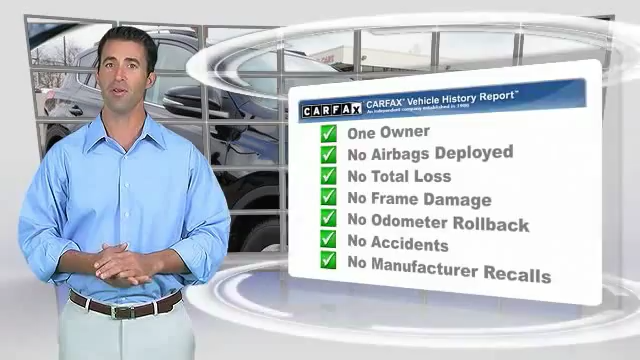 CARFAX CARFAX Vehicle History Report™
An independent company established in 1986
One Owner
No Airbags Deployed
No Total Loss
No Frame Damage
No Odometer Rollback
No Accidents
No Manufacturer Recalls